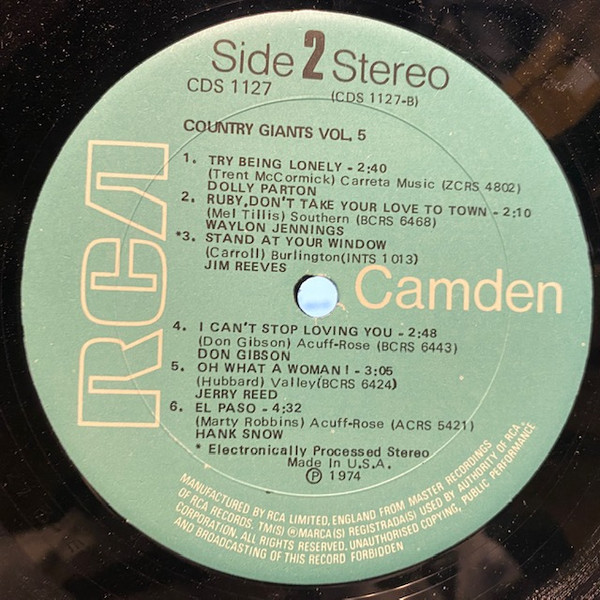 Side 2 Stereo
CDS 1127
(CDS 1127-B)
COUNTRY GIANTS VOL. 5
1. TRY BEING LONELY - 2:40
(Trent McCormick) Carreta Music (ZCRS 4802)
DOLLY PARTON
2. RUBY,DON'T TAKE YOUR LOVE TO TOWN - 2:10
(Mel Tillis) Southern (BCRS 6468)
WAYLON JENNINGS
*3. STAND AT YOUR WINDOW
(Carroll) Burlington(INTS 1013)
JIM REEVES
RCA
Camden
4. I CAN'T STOP LOVING YOU - 2:48
(Don Gibson) Acuff-Rose (BCRS 6443)
DON GIBSON
5. OH WHAT A WOMAN! - 3:05
(Hubbard) Valley(BCRS 6424)
JERRY REED
6. EL PASO - 4:32
(Marty Robbins) Acuff-Rose (ACRS 5421)
HANK SNOW
* Electronically Processed Stereo
Made In U.S.A.
Ⓟ 1974
MANUFACTURED BY RCA LIMITED, ENGLAND FROM MASTER RECORDINGS
OF RCA RECORDS. TM(S) ® MARCA(S) REGISTRADA(S) USED BY AUTHORITY OF RCA
CORPORATION. ALL RIGHTS RESERVED. UNAUTHORISED COPYING, PUBLIC PERFORMANCE
AND BROADCASTING OF THIS RECORD FORBIDDEN